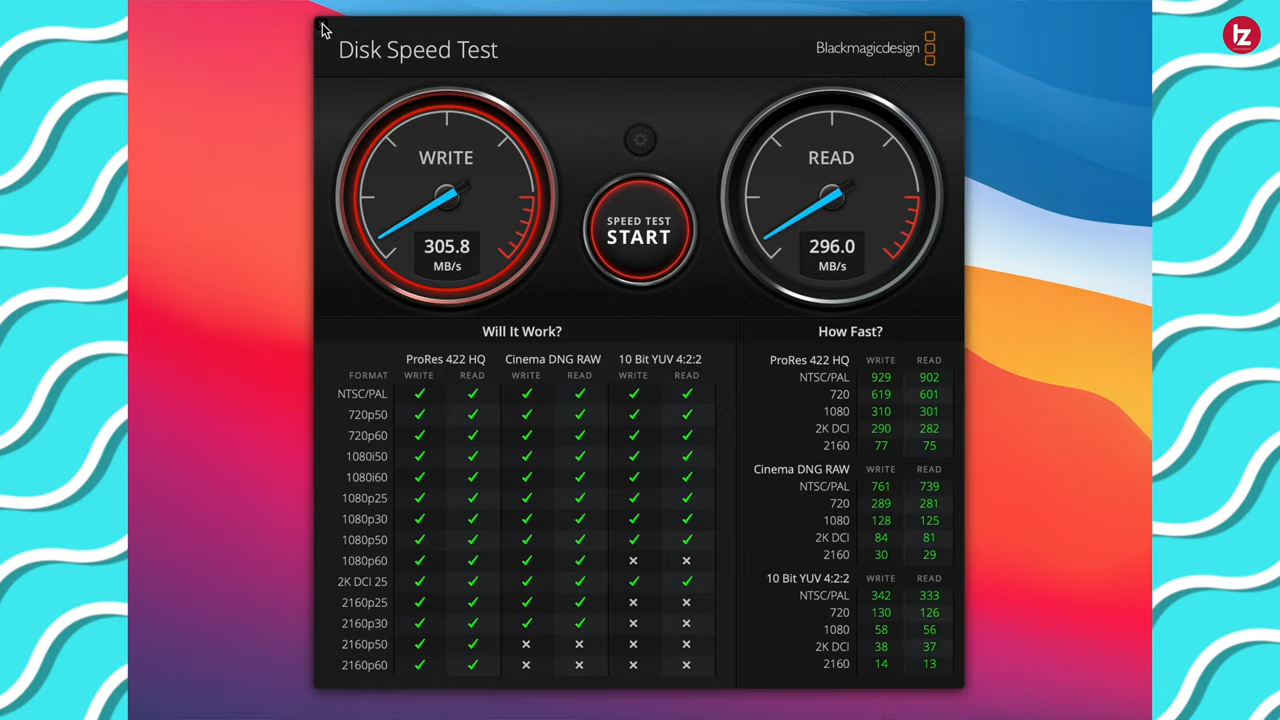 Disk Speed Test
Blackmagicdesign
WRITE
305.8
MB/s
SPEED TEST
START
READ
296.0
MB/s
Will It Work?
ProRes 422 HQ Cinema DNG RAW 10 Bit YUV 4:2:2
FORMAT WRITE READ WRITE READ WRITE READ
NTSC/PAL ✓ ✓ ✓ ✓ ✓ ✓
720p50 ✓ ✓ ✓ ✓ ✓ ✓
720p60 ✓ ✓ ✓ ✓ ✓ ✓
1080i50 ✓ ✓ ✓ ✓ ✓ ✓
1080i60 ✓ ✓ ✓ ✓ ✓ ✓
1080p25 ✓ ✓ ✓ ✓ ✓ ✓
1080p30 ✓ ✓ ✓ ✓ ✓ ✓
1080p50 ✓ ✓ ✓ ✓ ✓ ✓
1080p60 ✓ ✓ ✓ ✓ × ×
2K DCI 25 ✓ ✓ ✓ ✓ ✓ ✓
2160p25 ✓ ✓ ✓ ✓ × ×
2160p30 ✓ ✓ ✓ ✓ × ×
2160p50 ✓ ✓ × × × ×
2160p60 ✓ ✓ × × × ×
How Fast?
ProRes 422 HQ WRITE READ
NTSC/PAL 929 902
720 619 601
1080 310 301
2K DCI 290 282
2160 77 75
Cinema DNG RAW WRITE READ
NTSC/PAL 761 739
720 289 281
1080 128 125
2K DCI 84 81
2160 30 29
10 Bit YUV 4:2:2 WRITE READ
NTSC/PAL 342 333
720 130 126
1080 58 56
2K DCI 38 37
2160 14 13